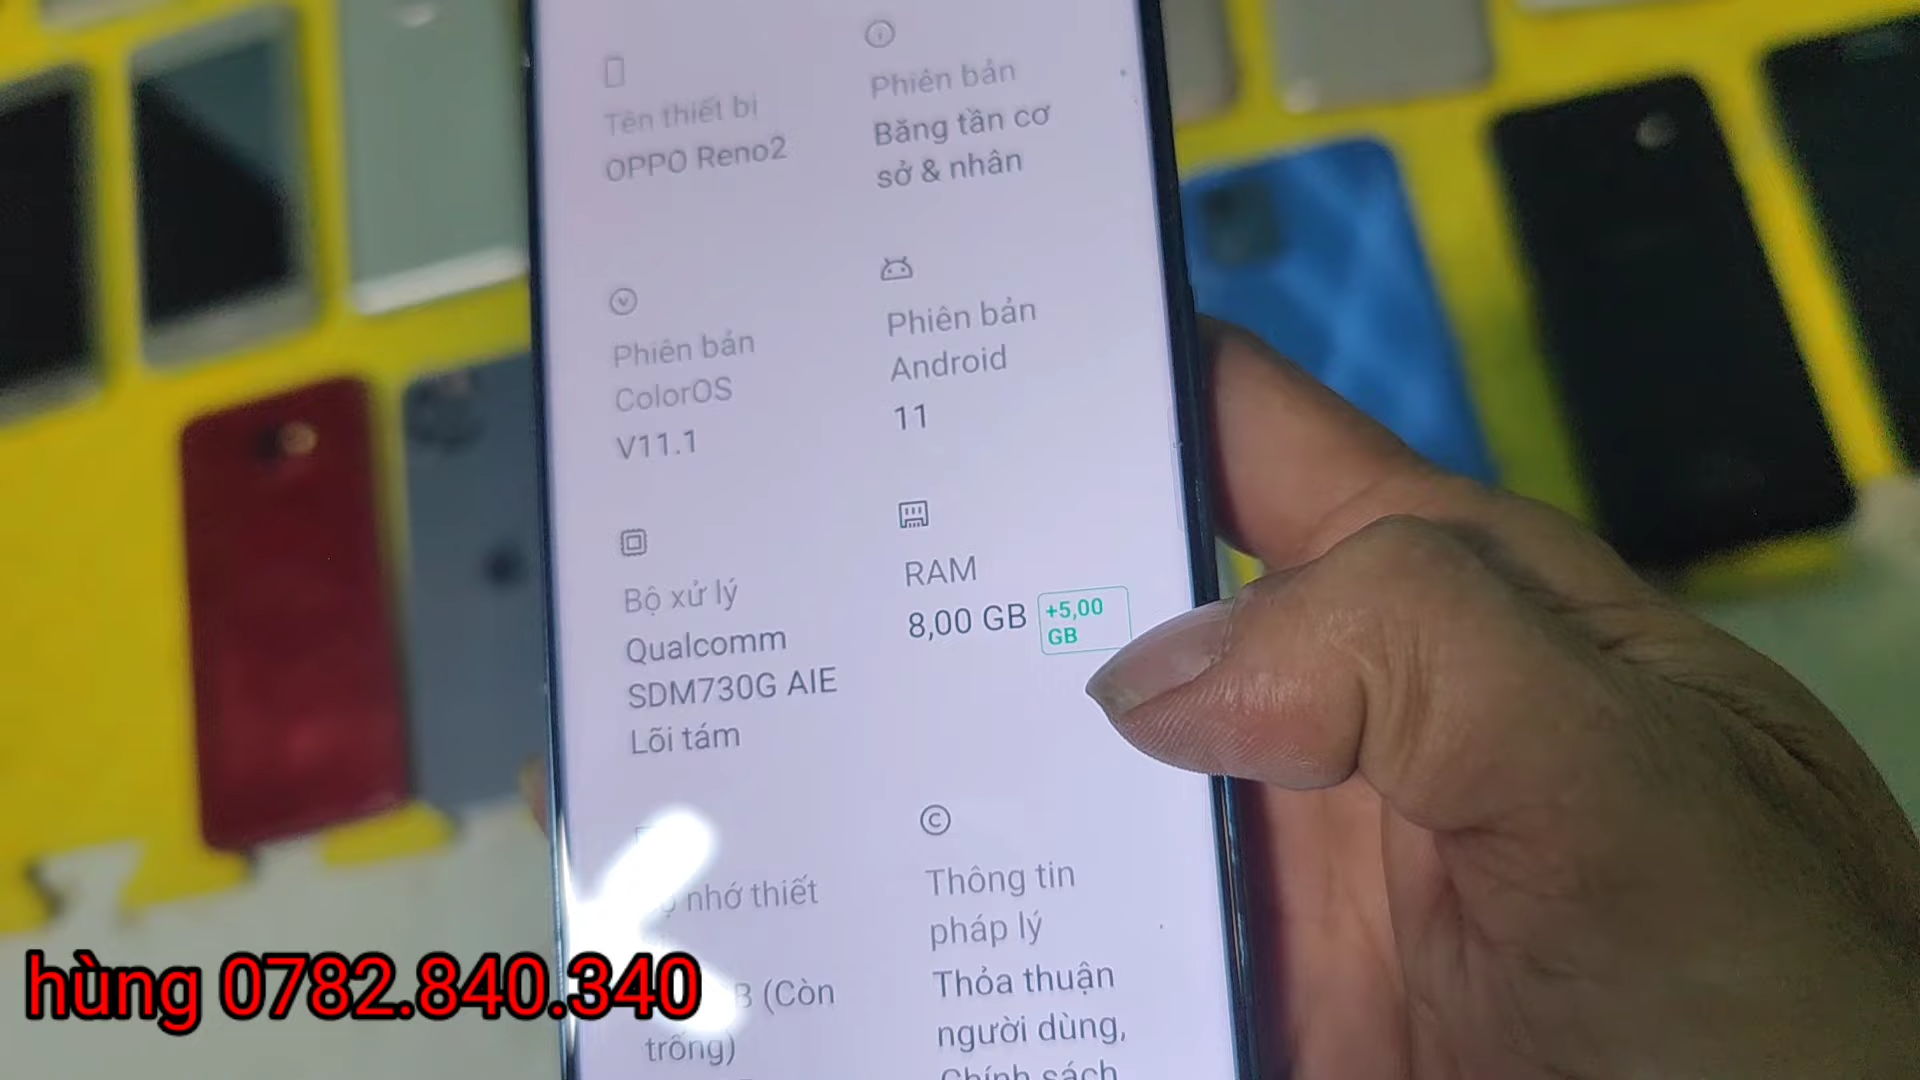 Tên thiết bị
OPPO Reno2
Phiên bản
Băng tần cơ
sở & nhân
Phiên bản
ColorOS
V11.1
Phiên bản
Android
11
Bộ xử lý
Qualcomm
SDM730G AIE
Lõi tám
RAM
8,00 GB
+5,00
GB
nhớ thiết
(Còn
trống)
Thông tin
pháp lý
Thỏa thuận
người dùng,
Chính sách
hùng 0782.840.340